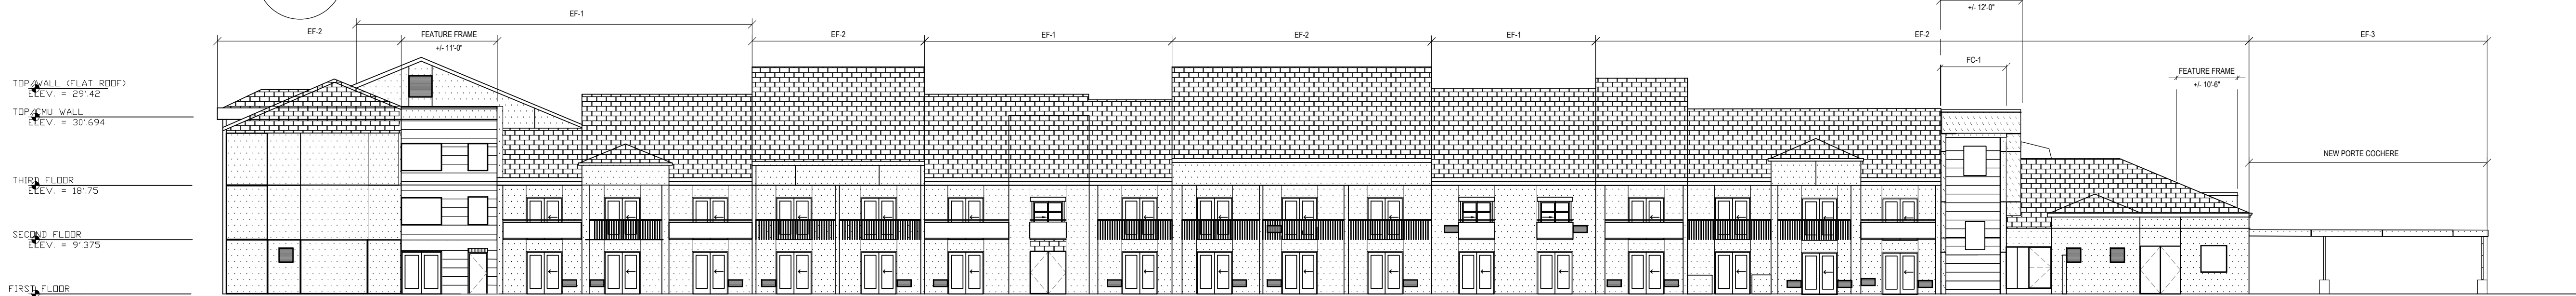 +/- 12'-0"
EF-1
EF-2
FEATURE FRAME
+/- 11'-0"
EF-2
EF-1
EF-2
EF-1
EF-2
EF-3
FC-1
FEATURE FRAME
+/- 10'-6"
TOP/WALL (FLAT ROOF)
ELEV. = 29'.42
TOP/CMU WALL
ELEV. = 30'.694
NEW PORTE COCHERE
THIRD FLOOR
ELEV. = 18'.75
SECOND FLOOR
ELEV. = 9'.375
FIRST FLOOR